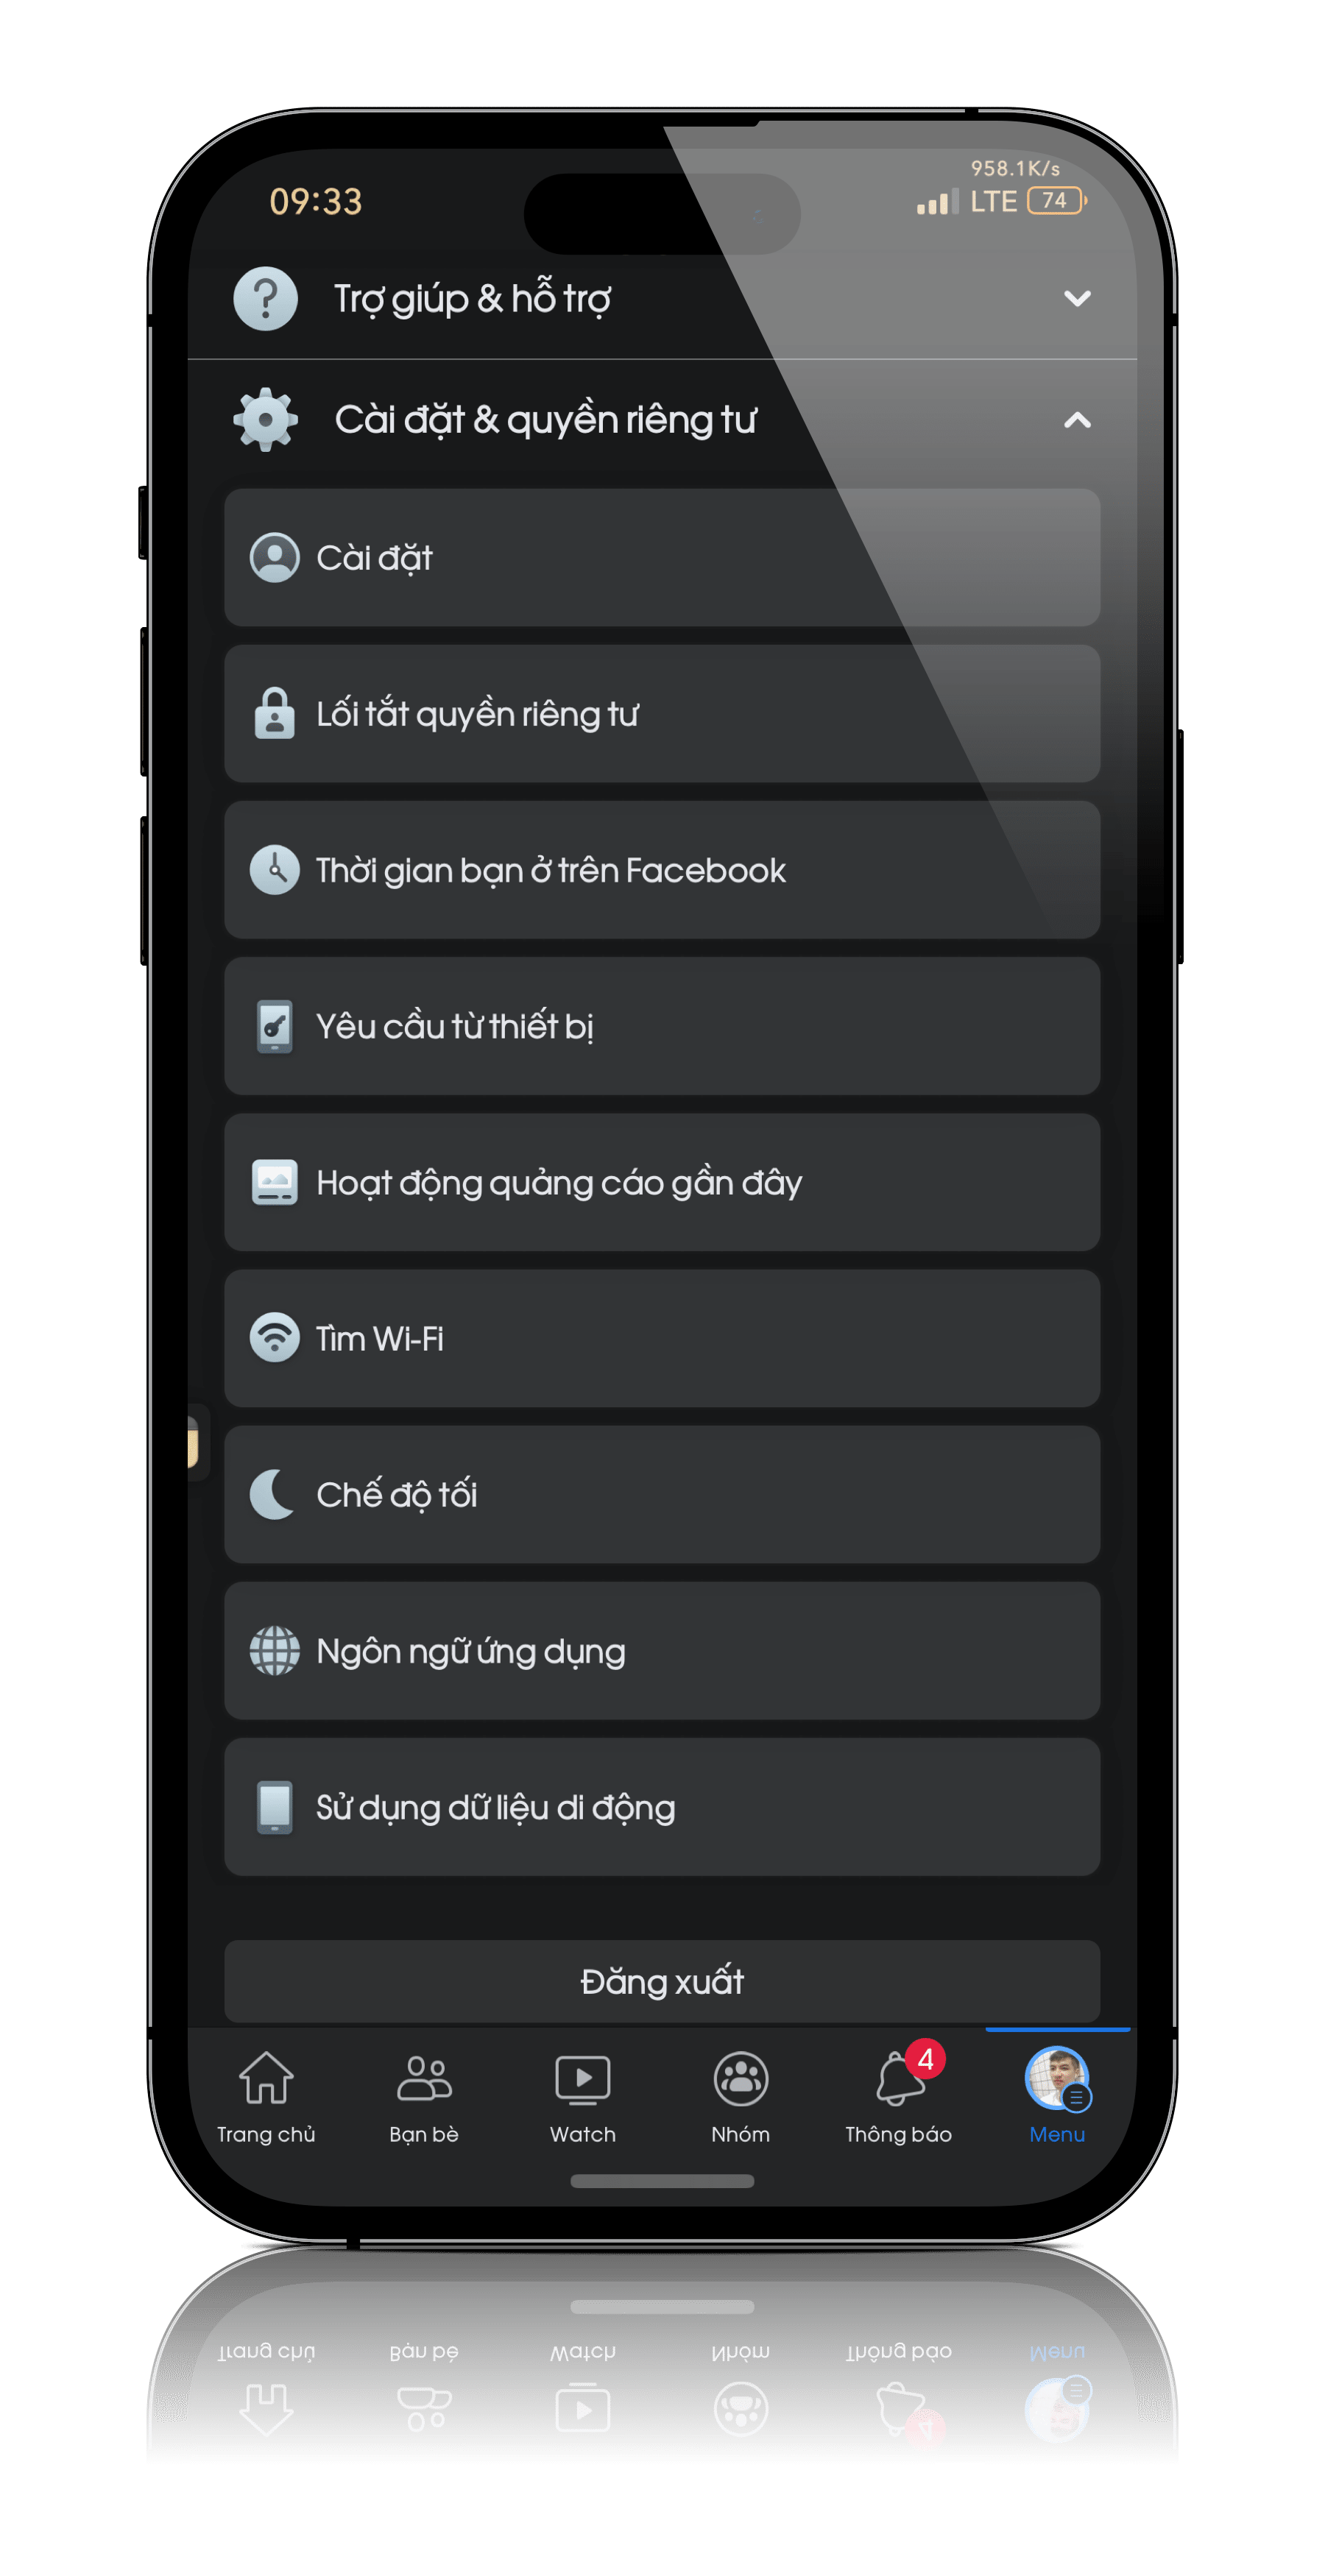 09:33
958.1K/s
LTE 74
Trợ giúp & hỗ trợ
Cài đặt & quyền riêng tư
Cài đặt
Lối tắt quyền riêng tư
Thời gian bạn ở trên Facebook
Yêu cầu từ thiết bị
Hoạt động quảng cáo gần đây
Tìm Wi-Fi
Chế độ tối
Ngôn ngữ ứng dụng
Sử dụng dữ liệu di động
Đăng xuất
4
Trang chủ Bạn bè Watch Nhóm Thông báo Menu